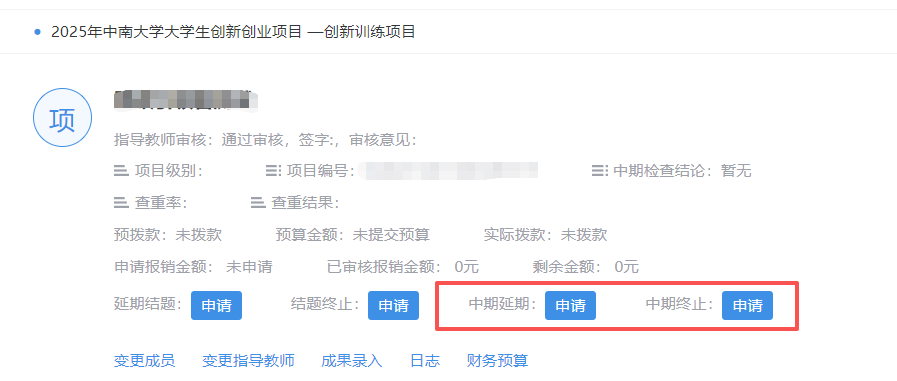 2025年中南大学大学生创新创业项目 —创新训练项目
项
指导教师审核：通过审核，签字:，审核意见：
项目级别： 项目编号： 中期检查结论：暂无
查重率： 查重结果：
预拨款：未拨款 预算金额：未提交预算 实际拨款：未拨款
申请报销金额： 未申请 已审核报销金额： 0元 剩余金额： 0元
延期结题： 申请 结题终止： 申请 中期延期： 申请 中期终止： 申请
变更成员 变更指导教师 成果录入 日志 财务预算